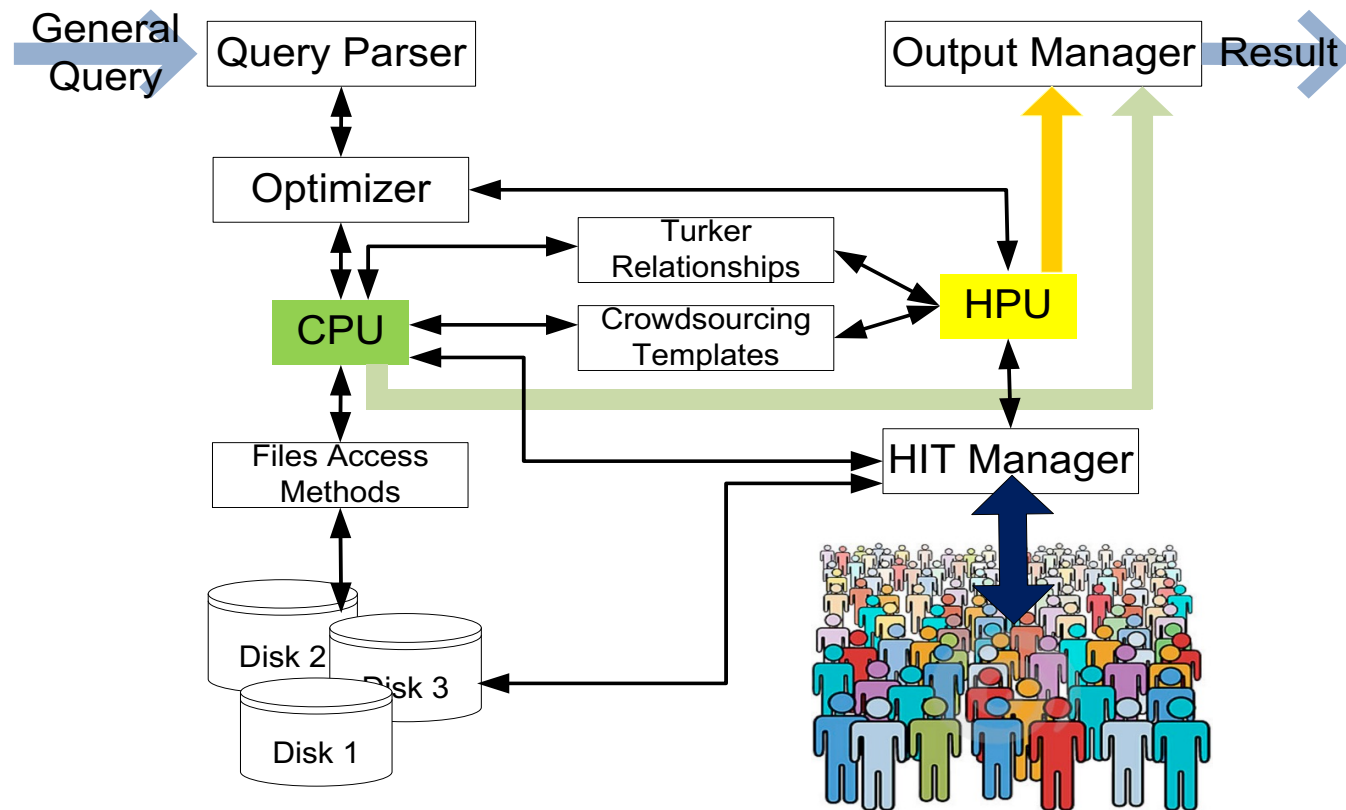 General
Query
Query Parser
Output Manager
Result
Optimizer
Turker
Relationships
CPU
Crowdsourcing
Templates
HPU
Files Access
Methods
HIT Manager
Disk 2
Disk 3
Disk 1